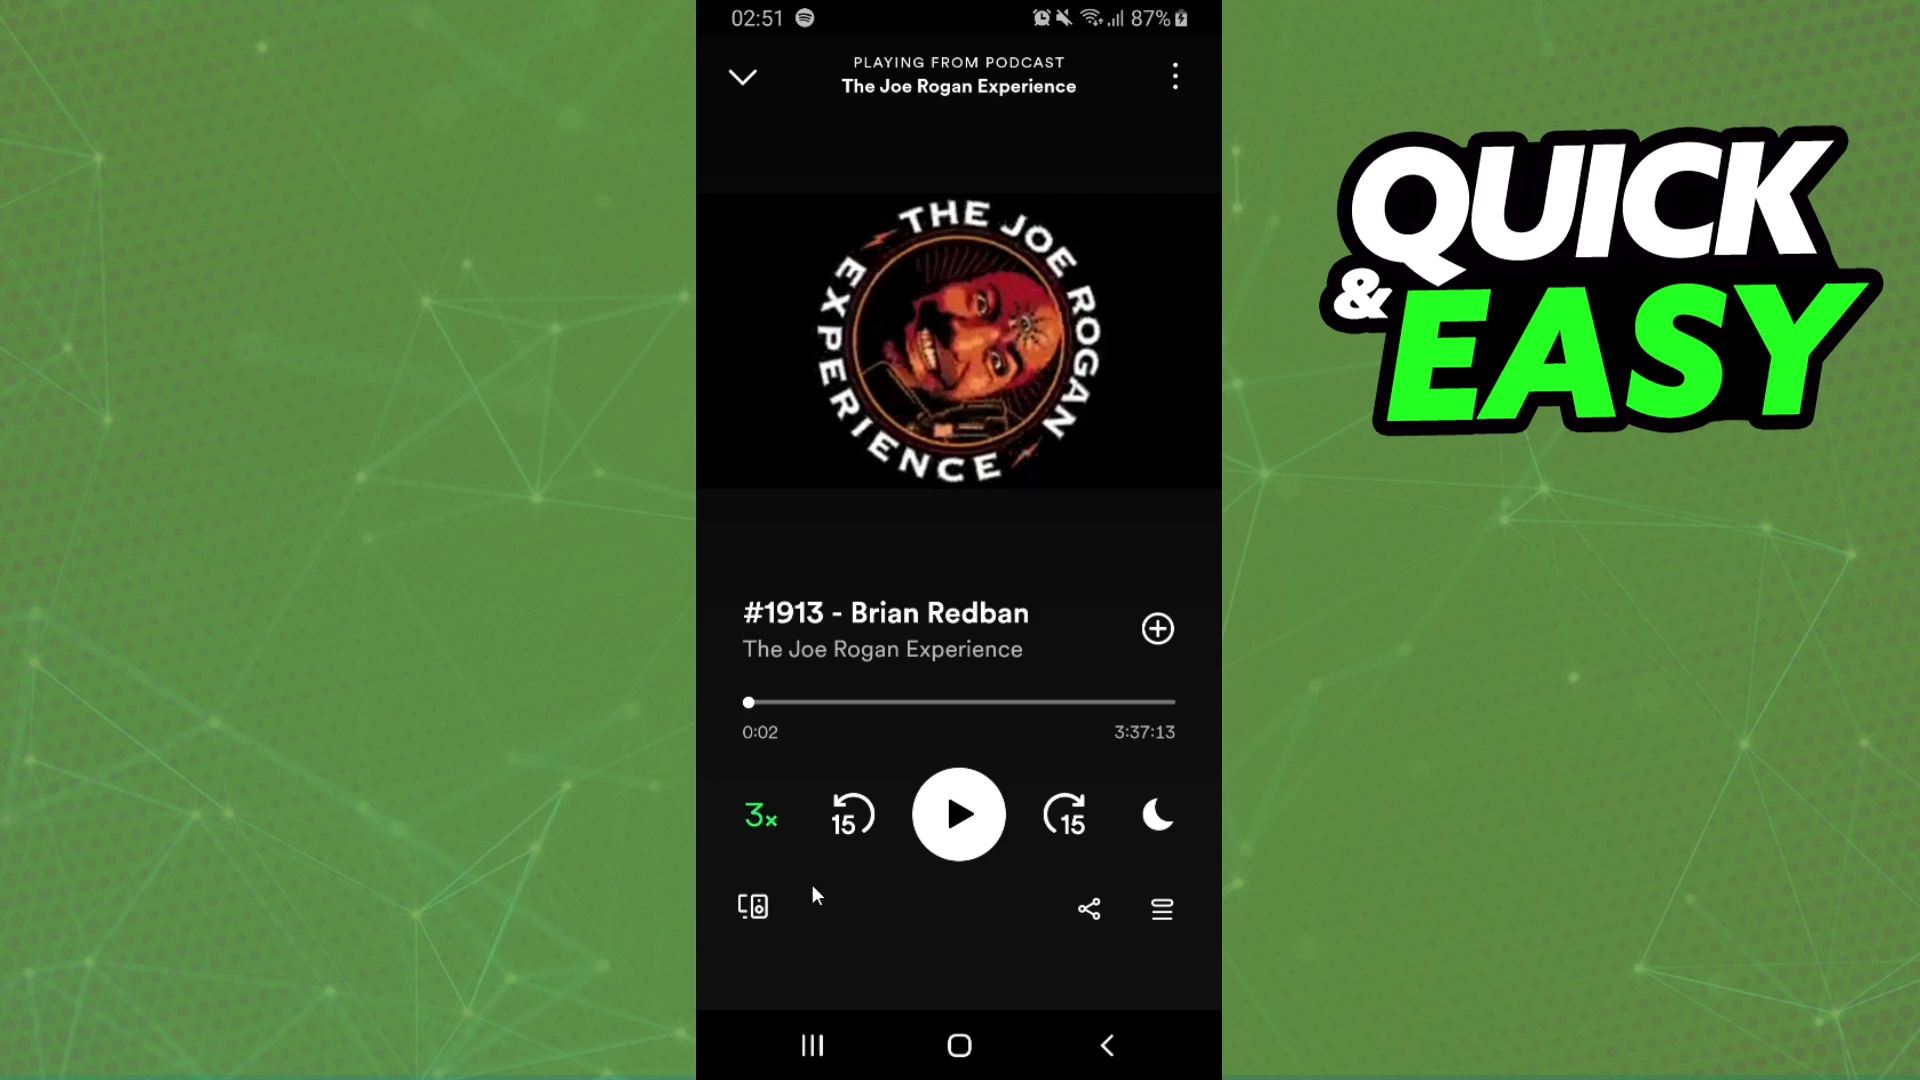 02:51
87%
PLAYING FROM PODCAST
The Joe Rogan Experience
THE JOE ROGAN EXPERIENCE
#1913 - Brian Redban
The Joe Rogan Experience
0:02
3:37:13
3x
15
15
QUICK
& EASY